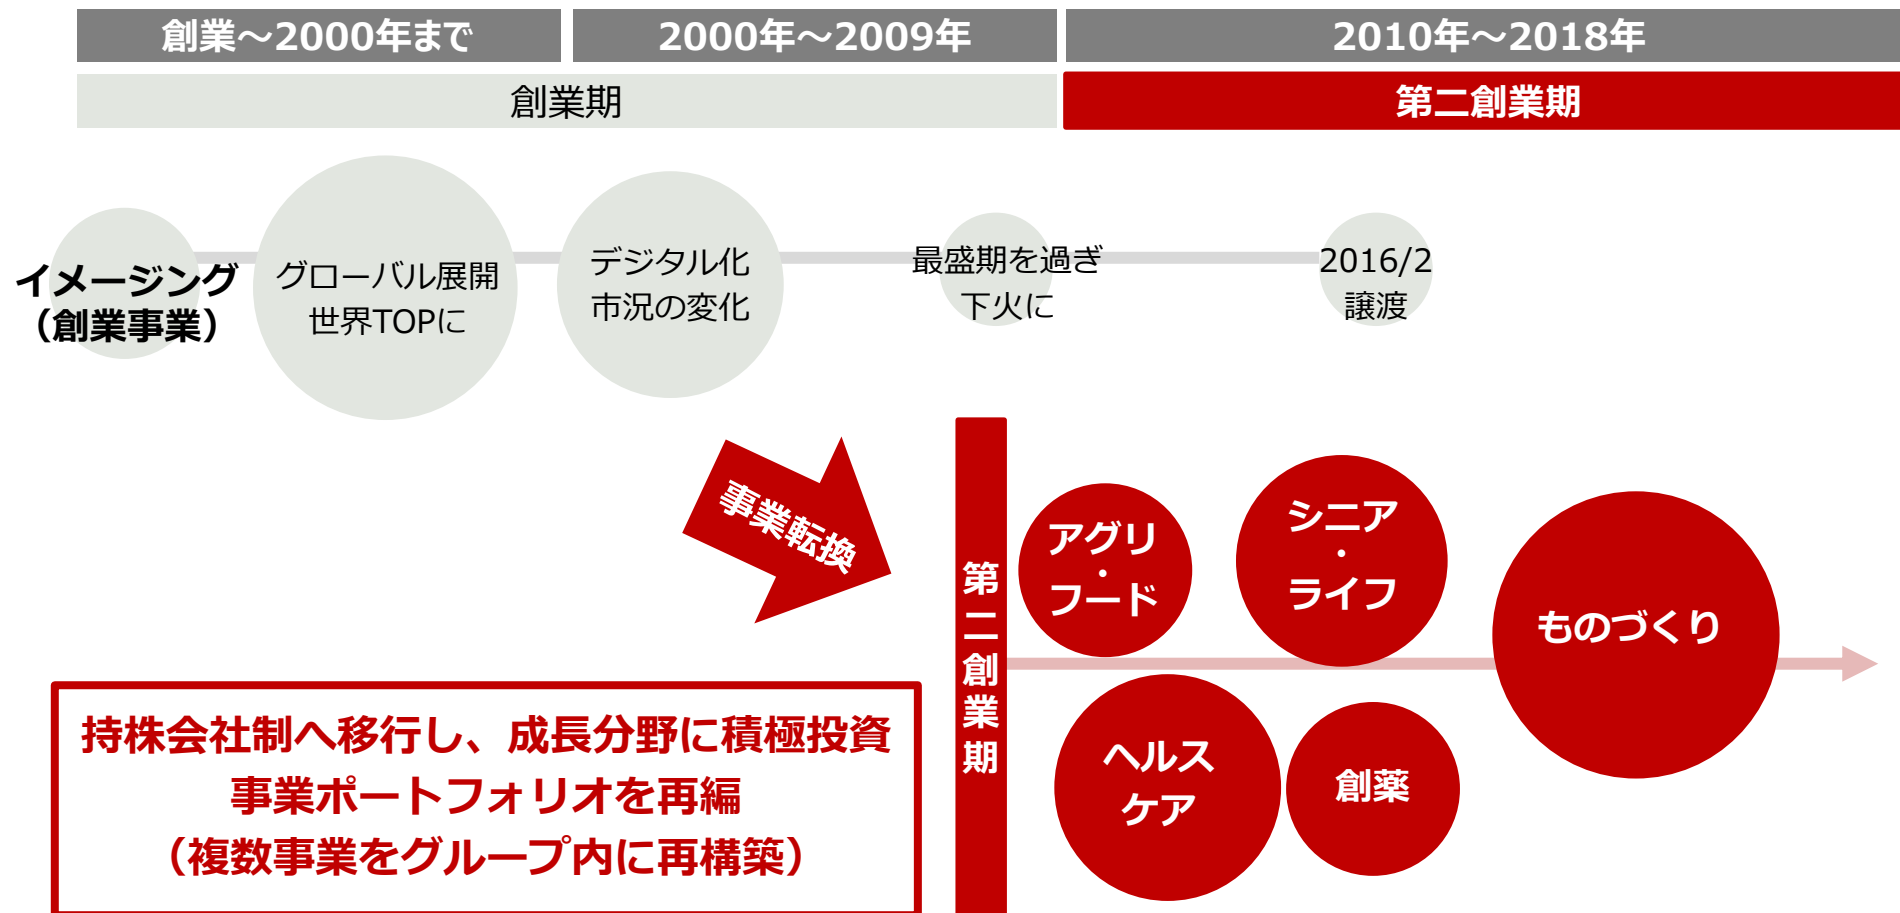 創業～2000年まで
2000年～2009年
2010年～2018年
創業期
第二創業期
イメージング
（創業事業）
グローバル展開
世界TOPに
デジタル化
市況の変化
最盛期を過ぎ
下火に
2016/2
譲渡
事業転換
第二創業期
アグリ
・
フード
シニア
・
ライフ
ものづくり
ヘルス
ケア
創薬
持株会社制へ移行し、成長分野に積極投資
事業ポートフォリオを再編
（複数事業をグループ内に再構築）